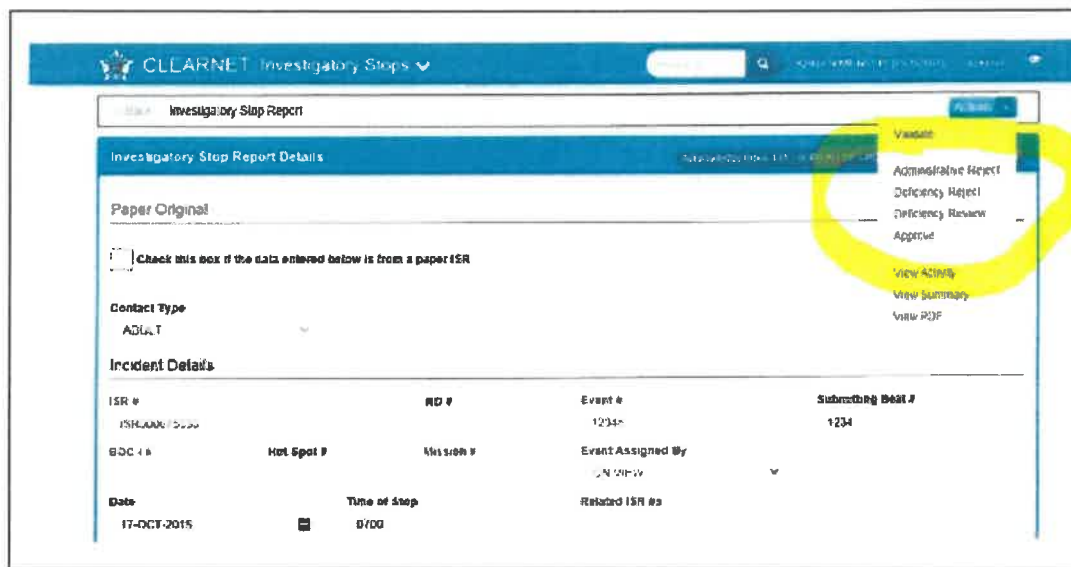 CLEARNET Investigatory Stops
Investigatory Stop Report
Actions
Validate
Investigatory Stop Report Details
Administrative Reject
Deficiency Reject
Deficiency Review
Approve
View Activity
View Summary
View PDF
Paper Original
Check this box if the data entered below is from a paper ISR
Contact Type
ADULT
Incident Details
ISR # RD # Event # Submitting Beat #
12345 1234
Hot Spot # Mission # Event Assigned By
ON VIEW
Date Time of Stop Related ISR #s
17-OCT-2015 0700